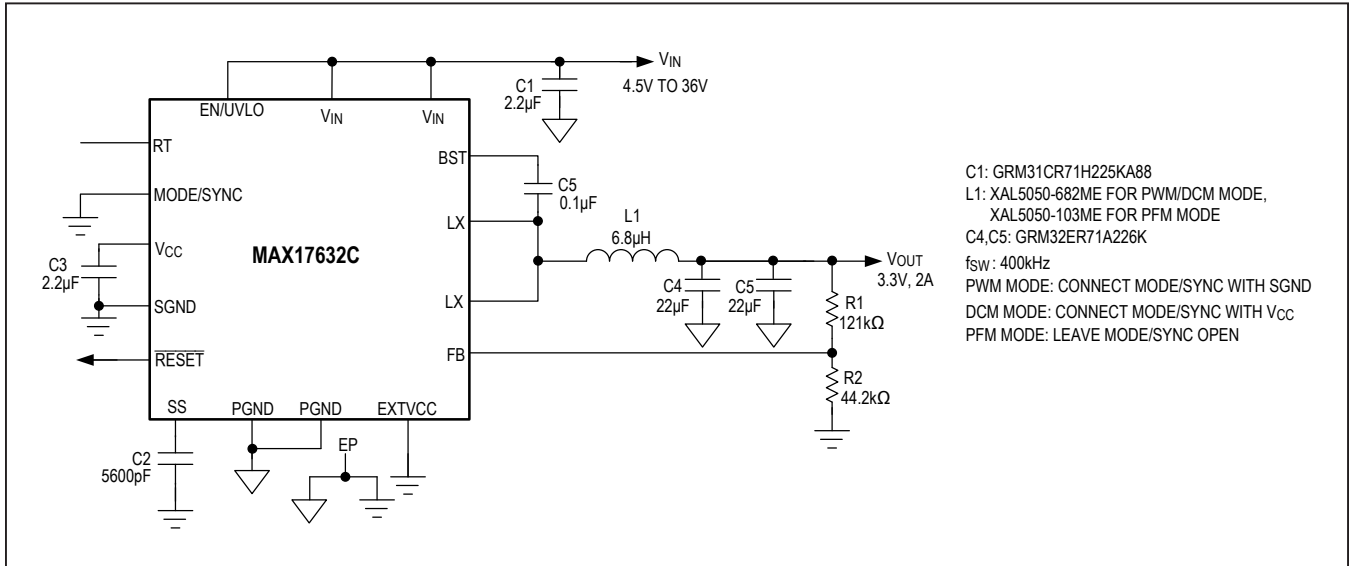 VIN
4.5V TO 36V
C1
2.2µF
EN/UVLO
VIN
VIN
RT
BST
MODE/SYNC
C5
0.1µF
LX
L1
6.8µH
VCC
MAX17632C
C3
2.2µF
VOUT
3.3V, 2A
C4
22µF
C5
22µF
R1
121kΩ
SGND
LX
RESET
FB
R2
44.2kΩ
SS
PGND
PGND
EXTVCC
C2
5600pF
EP
C1: GRM31CR71H225KA88
L1: XAL5050-682ME FOR PWM/DCM MODE,
XAL5050-103ME FOR PFM MODE
C4,C5: GRM32ER71A226K
fSW : 400kHz
PWM MODE: CONNECT MODE/SYNC WITH SGND
DCM MODE: CONNECT MODE/SYNC WITH VCC
PFM MODE: LEAVE MODE/SYNC OPEN